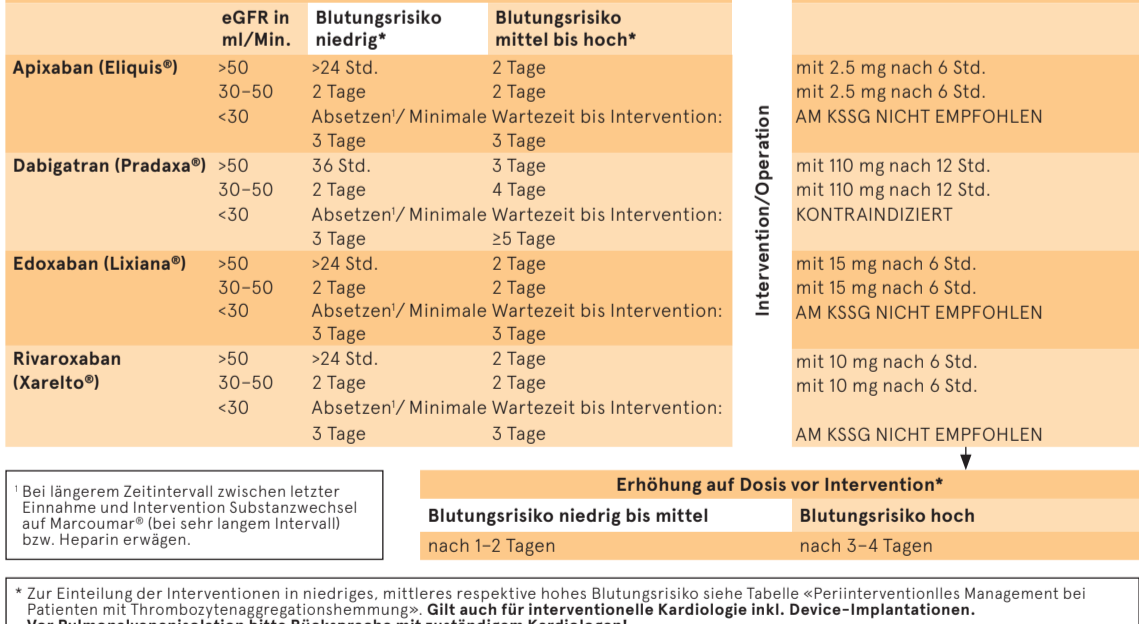 eGFR in Blutungsrisiko Blutungsrisiko
ml/Min. niedrig* mittel bis hoch*
Apixaban (Eliquis®) >50 >24 Std. 2 Tage mit 2.5 mg nach 6 Std.
30–50 2 Tage 2 Tage mit 2.5 mg nach 6 Std.
<30 Absetzen¹/ Minimale Wartezeit bis Intervention: AM KSSG NICHT EMPFOHLEN
3 Tage 3 Tage
Dabigatran (Pradaxa®) >50 36 Std. 3 Tage mit 110 mg nach 12 Std.
30–50 2 Tage 4 Tage mit 110 mg nach 12 Std.
<30 Absetzen¹/ Minimale Wartezeit bis Intervention: KONTRAINDIZIERT
3 Tage ≥5 Tage
Edoxaban (Lixiana®) >50 >24 Std. 2 Tage mit 15 mg nach 6 Std.
30–50 2 Tage 2 Tage mit 15 mg nach 6 Std.
<30 Absetzen¹/ Minimale Wartezeit bis Intervention: AM KSSG NICHT EMPFOHLEN
3 Tage 3 Tage
Rivaroxaban >50 >24 Std. 2 Tage mit 10 mg nach 6 Std.
(Xarelto®) 30–50 2 Tage 2 Tage mit 10 mg nach 6 Std.
<30 Absetzen¹/ Minimale Wartezeit bis Intervention:
3 Tage 3 Tage AM KSSG NICHT EMPFOHLEN
Intervention/Operation
¹ Bei längerem Zeitintervall zwischen letzter
Einnahme und Intervention Substanzwechsel
auf Marcoumar® (bei sehr langem Intervall)
bzw. Heparin erwägen.
Erhöhung auf Dosis vor Intervention*
Blutungsrisiko niedrig bis mittel Blutungsrisiko hoch
nach 1–2 Tagen nach 3–4 Tagen
* Zur Einteilung der Interventionen in niedriges, mittleres respektive hohes Blutungsrisiko siehe Tabelle «Periinterventionlles Management bei
Patienten mit Thrombozytenaggregationshemmung». Gilt auch für interventionelle Kardiologie inkl. Device-Implantationen.
Vor Pulmonalvenenisolation bitte Rücksprache mit zuständigem Kardiologen!